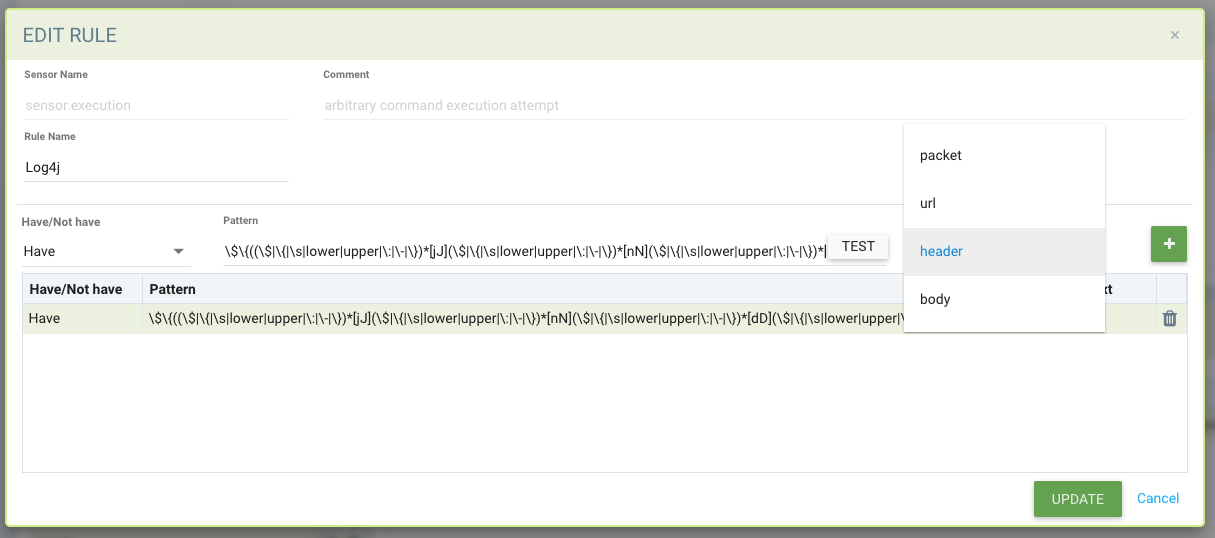 EDIT RULE
×
Sensor Name
Comment
sensor.execution
arbitrary command execution attempt
Rule Name
Log4j
packet
url
header
body
Have/Not have
Pattern
Have
\$\{((\$|\{|\s|lower|upper|\:|\-|\})*[jJ](\$|\{|\s|lower|upper|\:|\-|\})*[nN](\$|\{|\s|lower|upper|\:|\-|\})*[
TEST
+
Have/Not have
Pattern
xt
Have
\$\{((\$|\{|\s|lower|upper|\:|\-|\})*[jJ](\$|\{|\s|lower|upper|\:|\-|\})*[nN](\$|\{|\s|lower|upper|\:|\-|\})*[dD](\$|\{|\s|lower|upper|\
UPDATE
Cancel